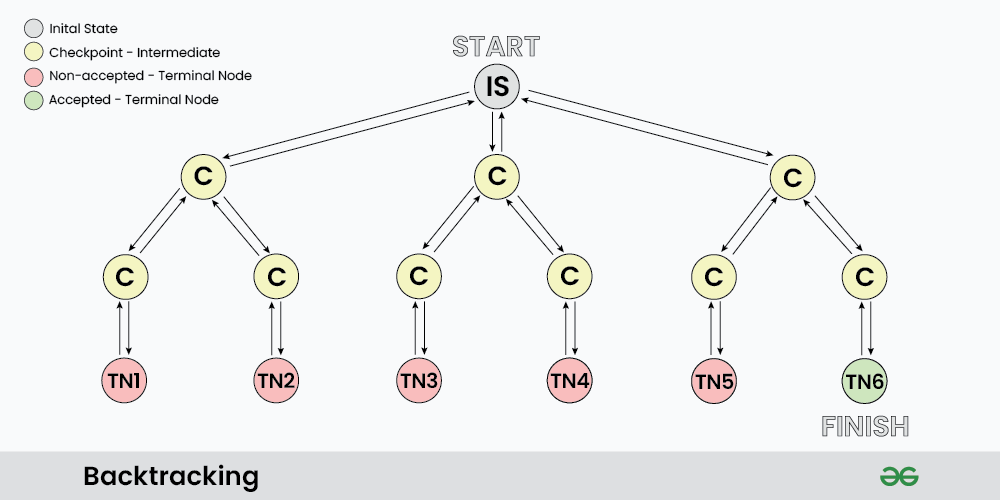 Inital State
Checkpoint - Intermediate
Non-accepted - Terminal Node
Accepted - Terminal Node
START
IS
C C C
C C C C C C
TN1 TN2 TN3 TN4 TN5 TN6
FINISH
Backtracking